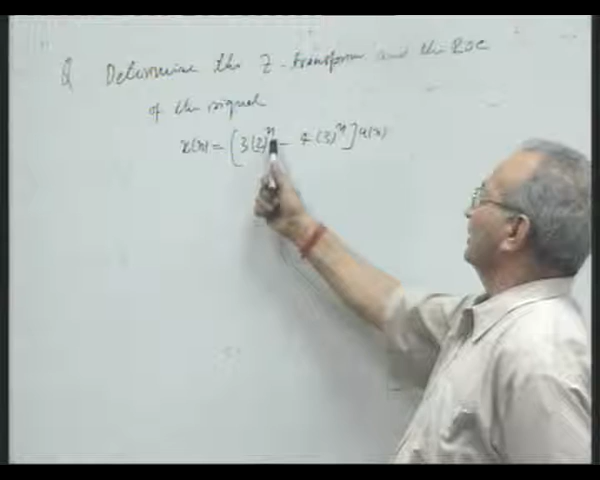 Q Determine the Z-transform and the ROC
of the signal
x(n) = [3(2)^n - 4(3)^n] u(n)